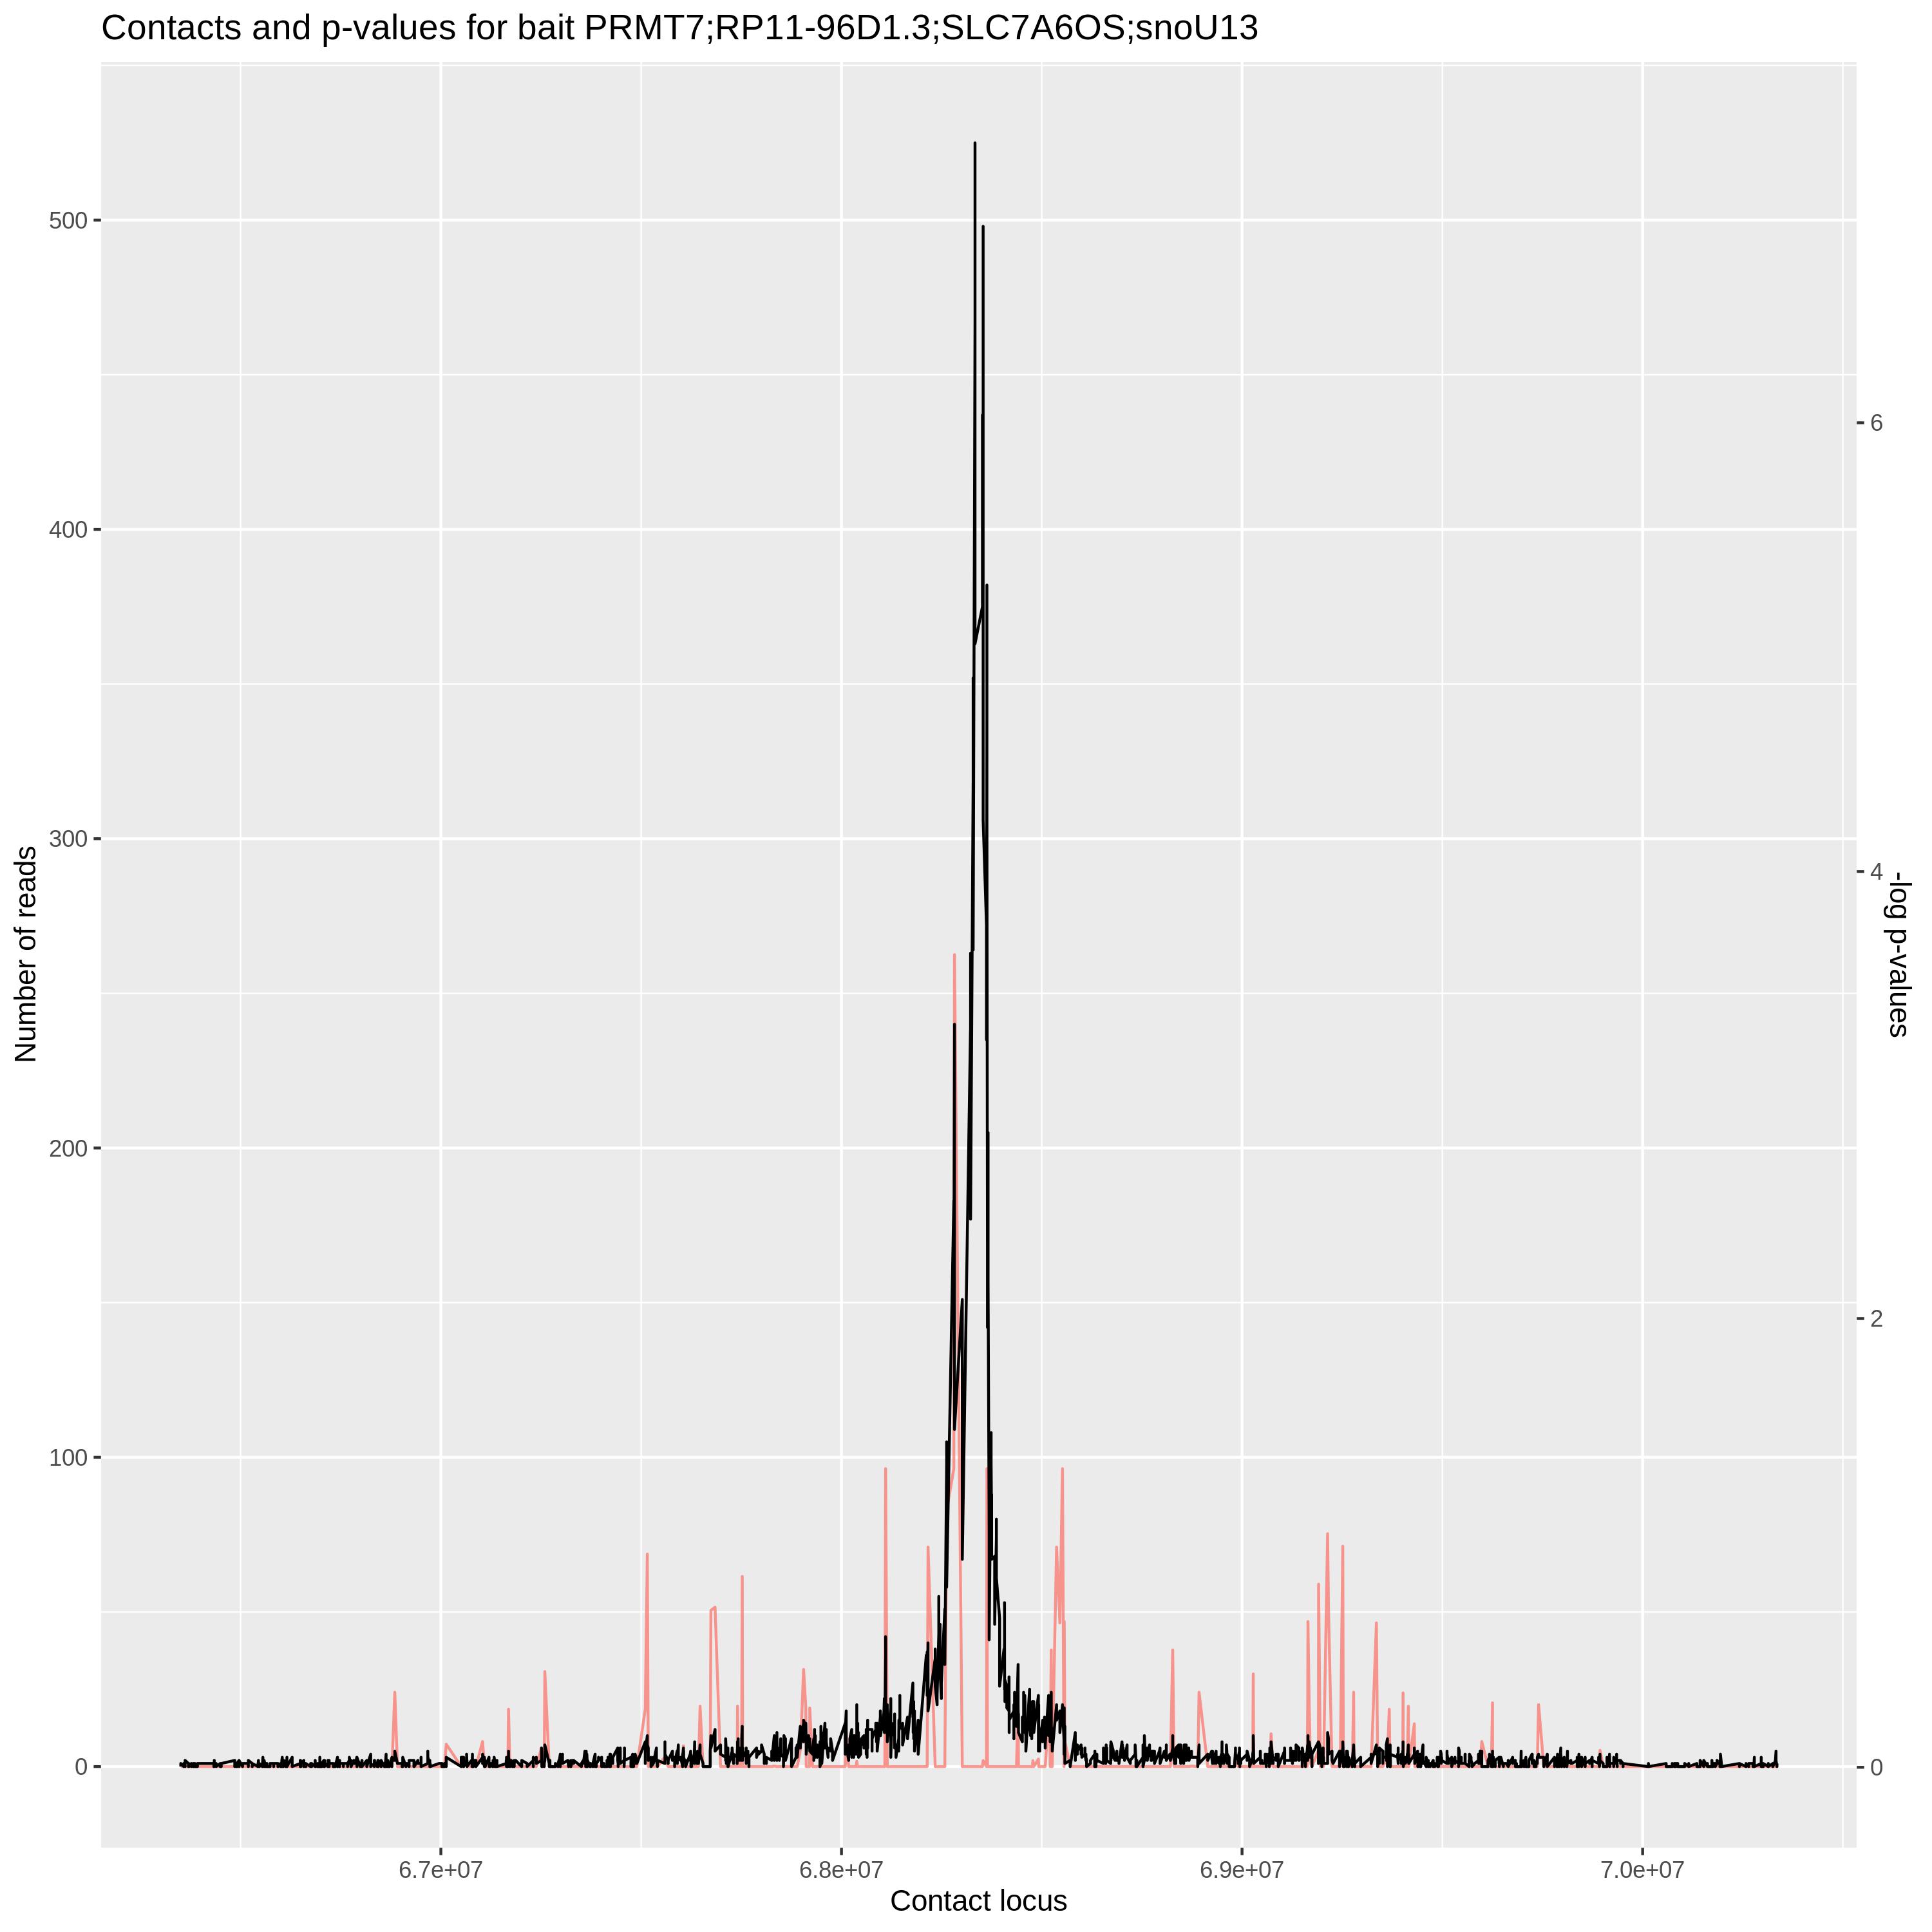 Contacts and p-values for bait PRMT7;RP11-96D1.3;SLC7A6OS;snoU13
500
400
300
200
100
0
Number of reads
6
4
2
0
-log p-values
6.7e+07
6.8e+07
6.9e+07
7.0e+07
Contact locus